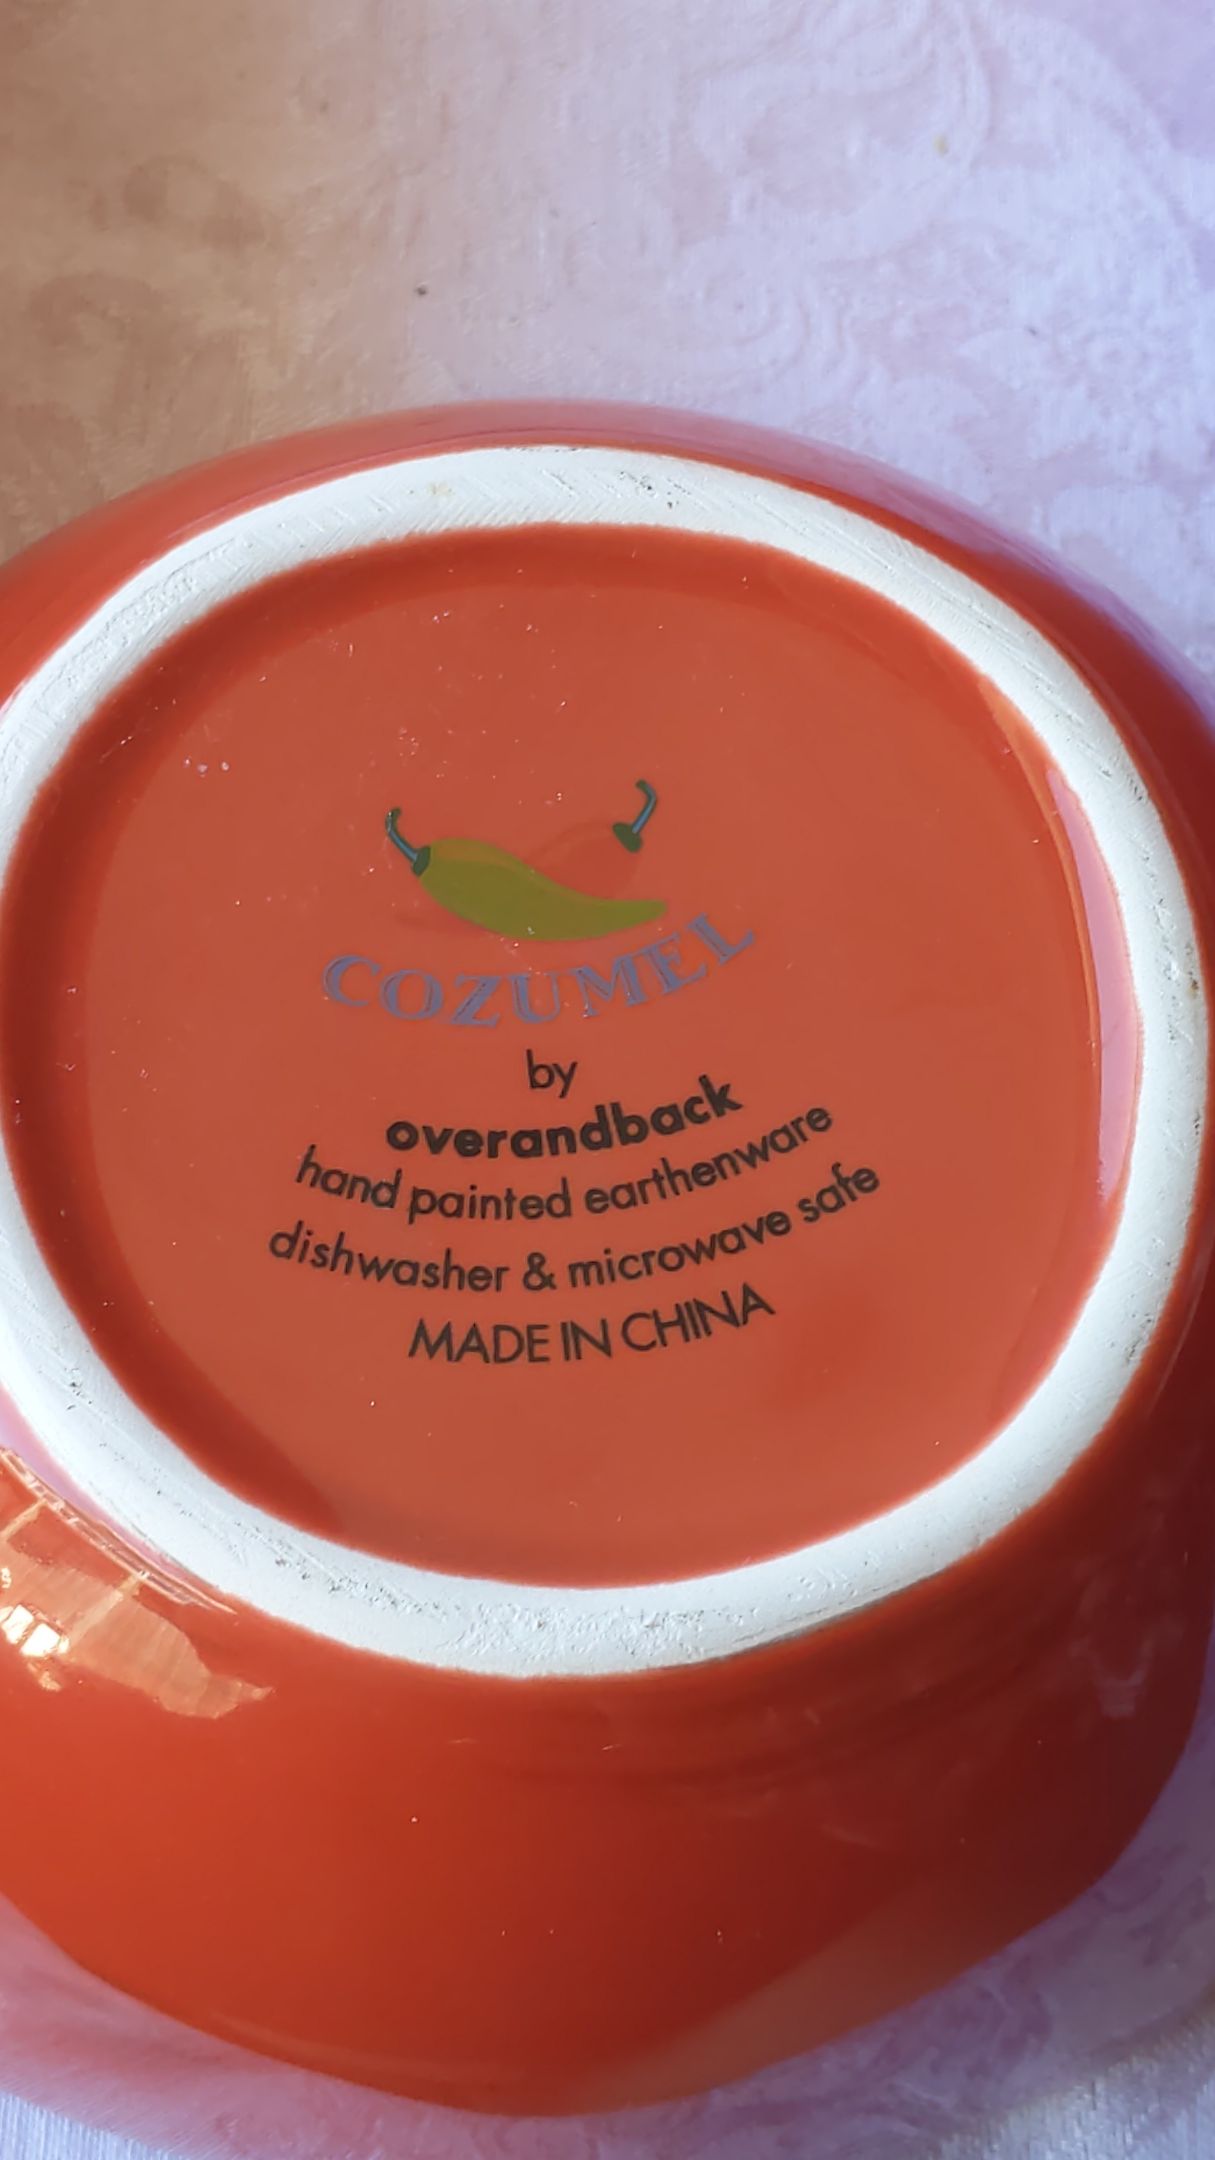 COZUMEL
by
overandback
hand painted earthenware
dishwasher & microwave safe
MADE IN CHINA